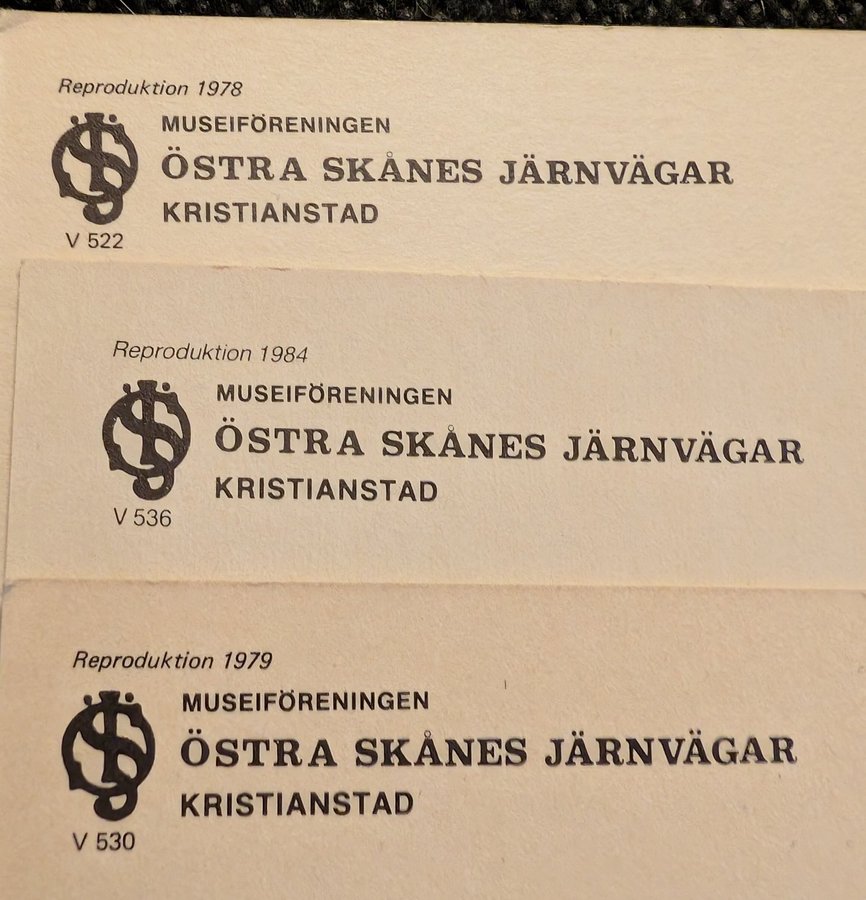 Reproduktion 1978
MUSEIFÖRENINGEN
ÖSTRA SKÅNES JÄRNVÄGAR
KRISTIANSTAD
V 522
Reproduktion 1984
MUSEIFÖRENINGEN
ÖSTRA SKÅNES JÄRNVÄGAR
KRISTIANSTAD
V 536
Reproduktion 1979
MUSEIFÖRENINGEN
ÖSTRA SKÅNES JÄRNVÄGAR
KRISTIANSTAD
V 530